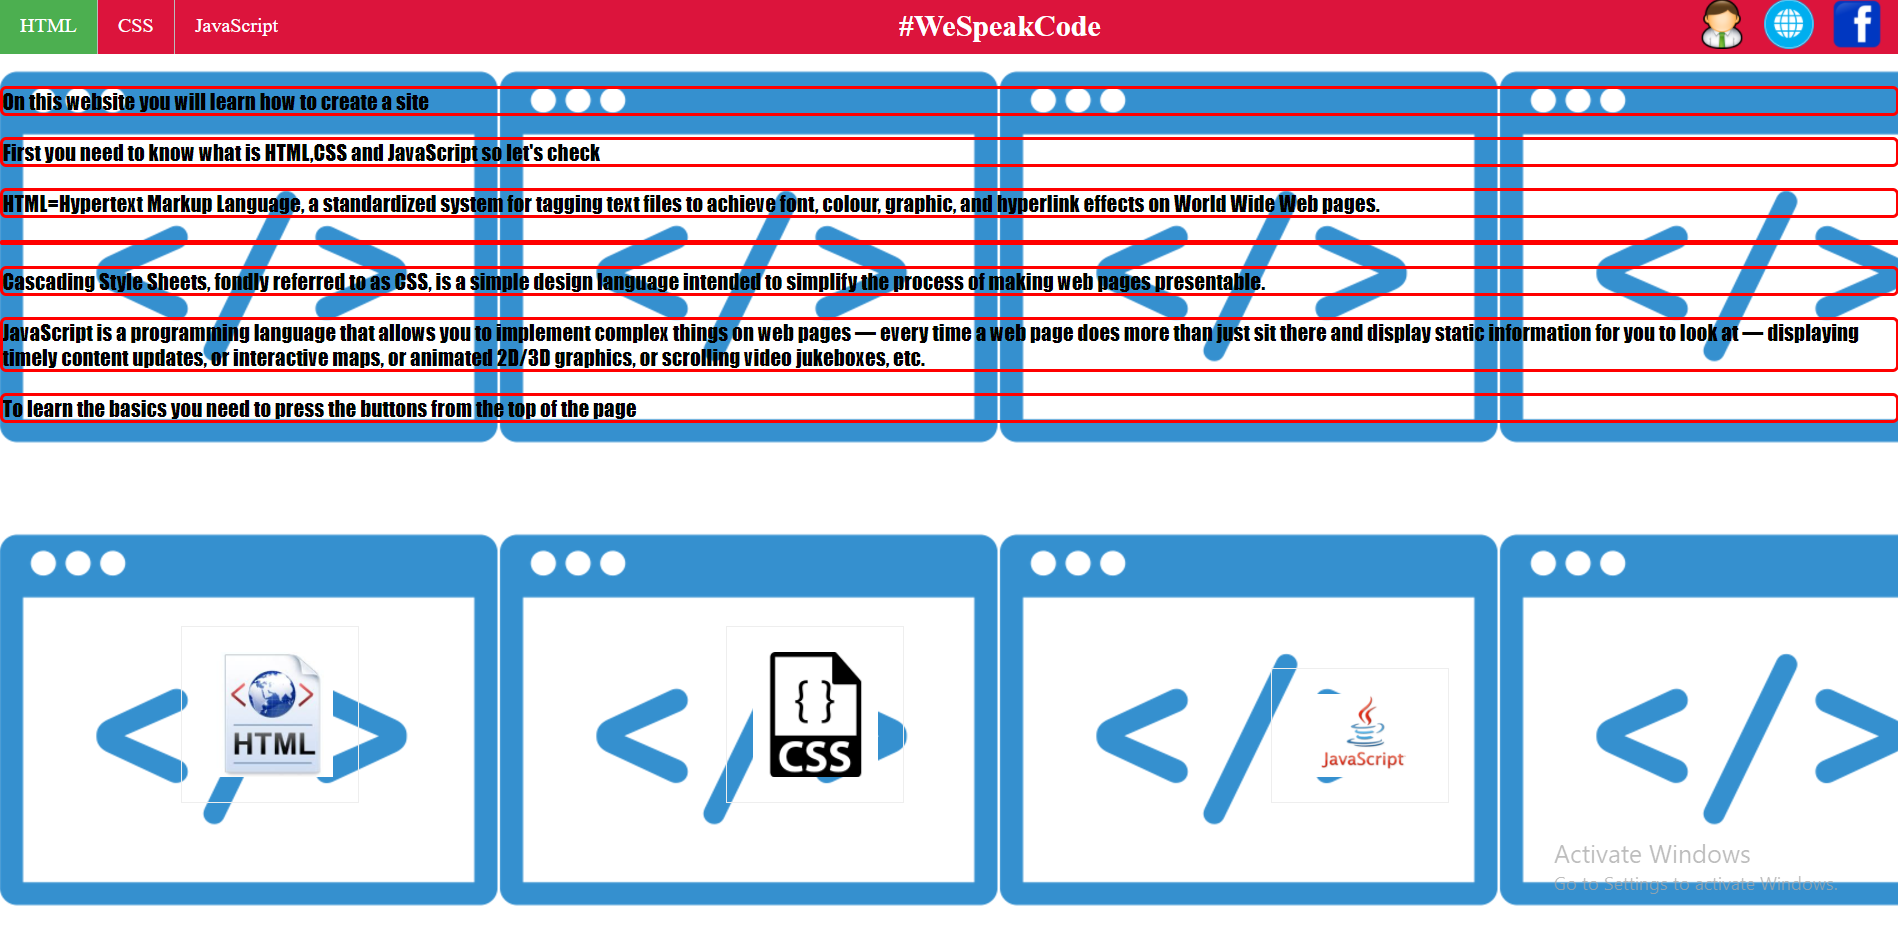 HTML CSS JavaScript #WeSpeakCode
On this website you will learn how to create a site
First you need to know what is HTML,CSS and JavaScript so let's check
HTML=Hypertext Markup Language, a standardized system for tagging text files to achieve font, colour, graphic, and hyperlink effects on World Wide Web pages.
Cascading Style Sheets, fondly referred to as CSS, is a simple design language intended to simplify the process of making web pages presentable.
JavaScript is a programming language that allows you to implement complex things on web pages — every time a web page does more than just sit there and display static information for you to look at — displaying
timely content updates, or interactive maps, or animated 2D/3D graphics, or scrolling video jukeboxes, etc.
To learn the basics you need to press the buttons from the top of the page
HTML
CSS
JavaScript
Activate Windows
Go to Settings to activate Windows.